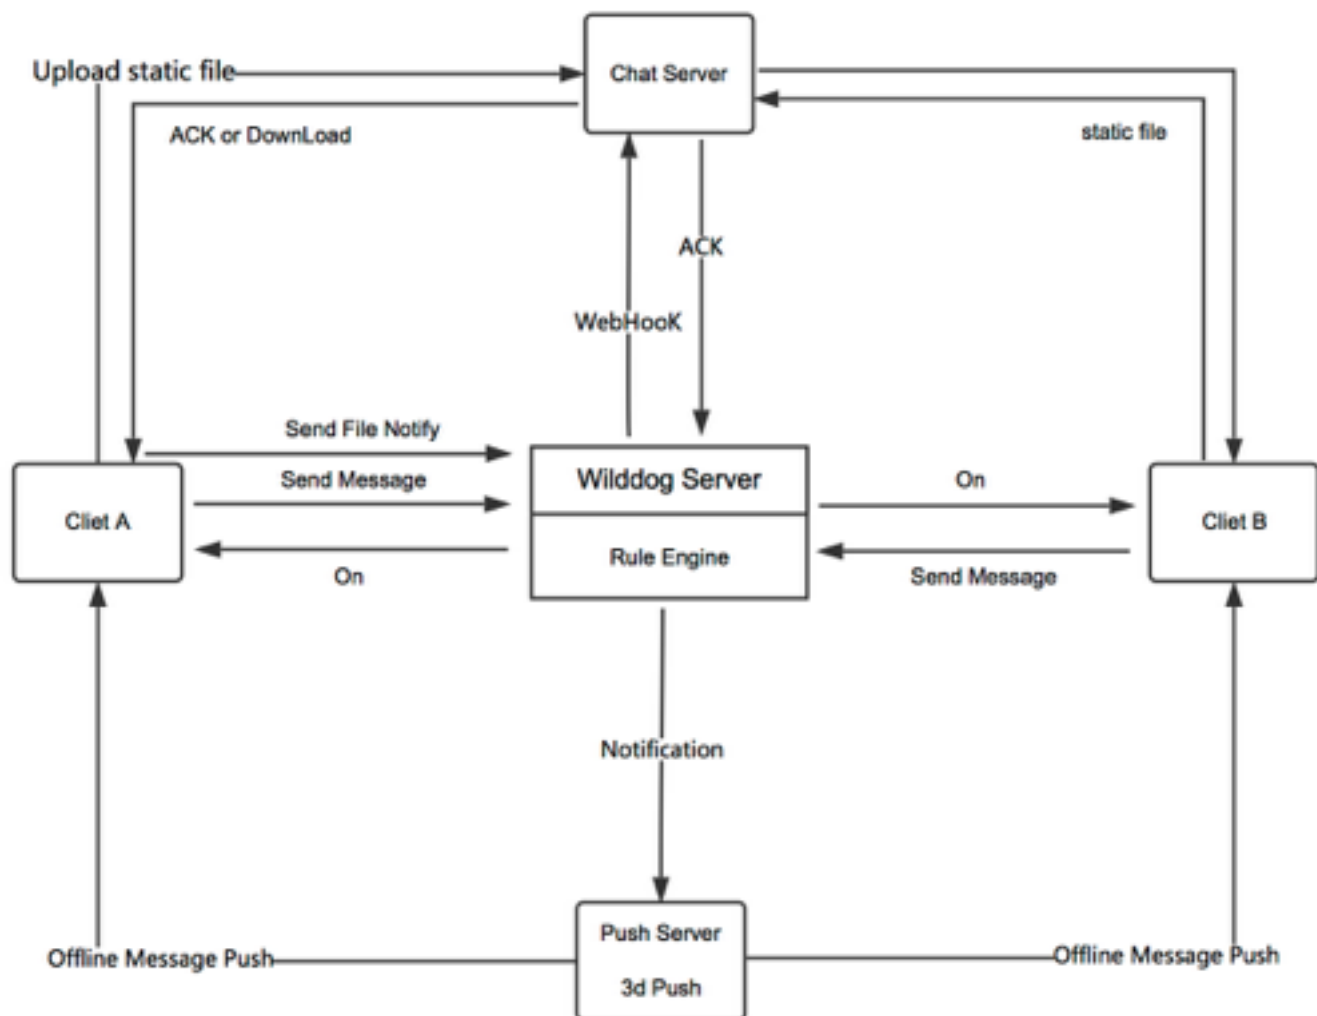 Chat Server
Upload static file
ACK or DownLoad
static file
ACK
WebHooK
Send File Notify
Send Message
Wilddog Server
On
Cliet A
Cliet B
Rule Engine
On
Send Message
Notification
Push Server
Offline Message Push
Offline Message Push
3d Push